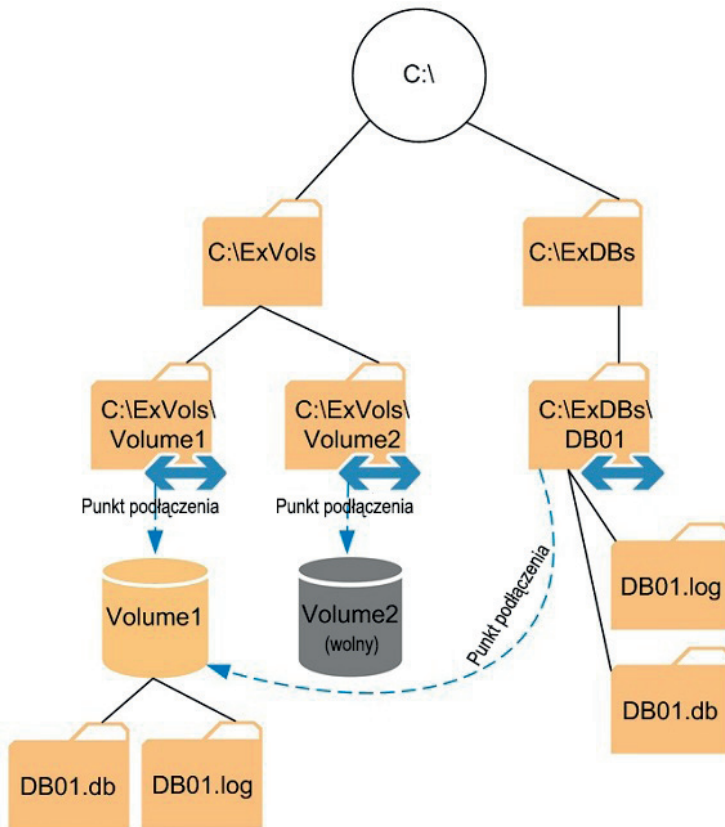 C:\
C:\ExVols
C:\ExDBs
C:\ExVols\
Volume1
C:\ExVols\
Volume2
C:\ExDBs\
DB01
Punkt podłączenia
Punkt podłączenia
Punkt podłączenia
Volume1
Volume2
(wolny)
DB01.log
DB01.db
DB01.db
DB01.log